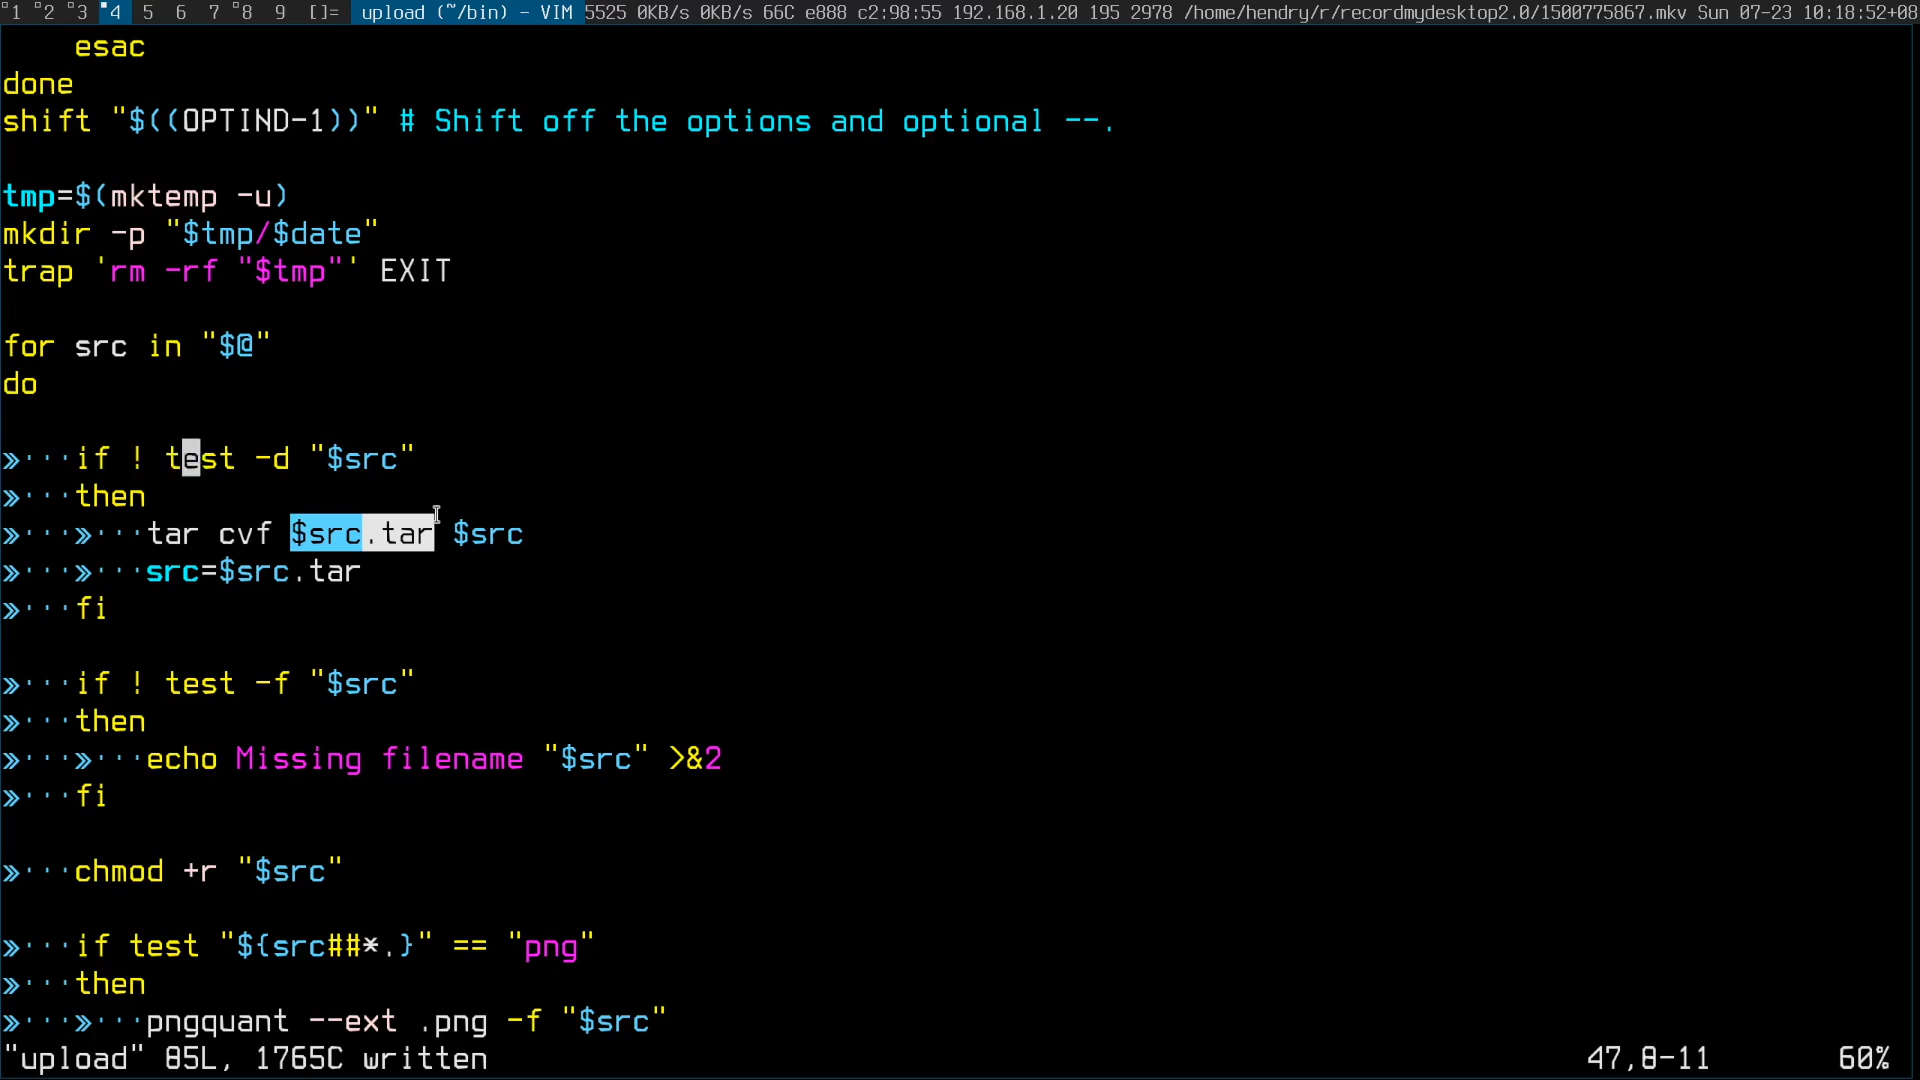 1 2 3 4 5 6 7 8 9 []= upload (~/bin) - VIM 5525 0KB/s 0KB/s 66C e888 c2:98:55 192.168.1.20 195 2978 /home/hendry/r/recordmydesktop2.0/1500775867.mkv Sun 07-23 10:18:52+08
esac
done
shift "$((OPTIND-1))" # Shift off the options and optional --.
tmp=$(mktemp -u)
mkdir -p "$tmp/$date"
trap 'rm -rf "$tmp"' EXIT
for src in "$@"
do
»···if ! test -d "$src"
»···then
»···»···tar cvf $src.tar $src
»···»···src=$src.tar
»···fi
»···if ! test -f "$src"
»···then
»···»···echo Missing filename "$src" >&2
»···fi
»···chmod +r "$src"
»···if test "${src##*.}" == "png"
»···then
»···»···pngquant --ext .png -f "$src"
"upload" 85L, 1765C written 47,8-11 60%